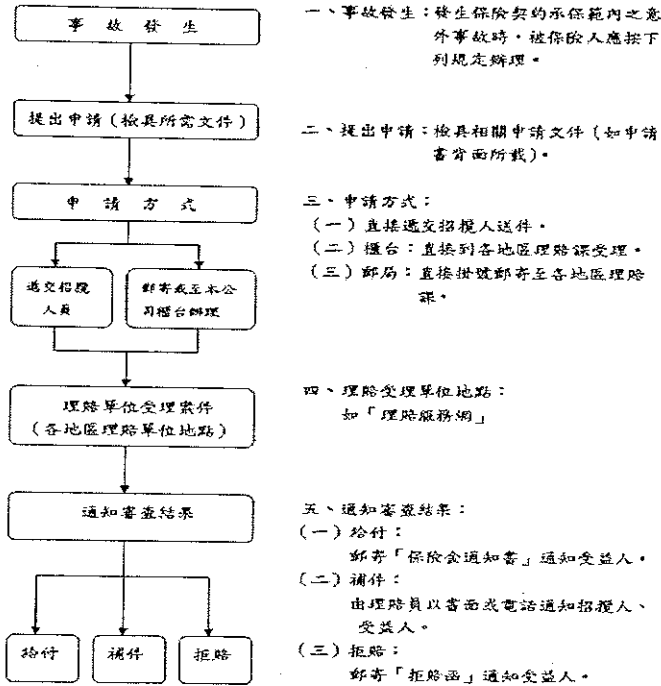 事故發生
提出申請（檢具所需文件）
申請方式
遞交招攬
人員
郵寄或至本公
司櫃台辦理
理賠單位受理案件
（各地區理賠單位地點）
通知審查結果
給付
補件
拒賠
一、事故發生：發生保險契約承保範內之意
外事故時，被保險人應按下
列規定辦理。
二、提出申請：檢具相關申請文件（如申請
書背面所載）。
三、申請方式：
（一）直接遞交招攬人送件。
（二）櫃台：直接到各地區理賠課受理。
（三）郵局：直接掛號郵寄至各地區理賠
課。
四、理賠受理單位地點：
如「理賠服務網」
五、通知審查結果：
（一）給付：
郵寄「保險金通知書」通知受益人。
（二）補件：
由理賠員以書面或電話通知招攬人、
受益人。
（三）拒賠：
郵寄「拒賠函」通知受益人。